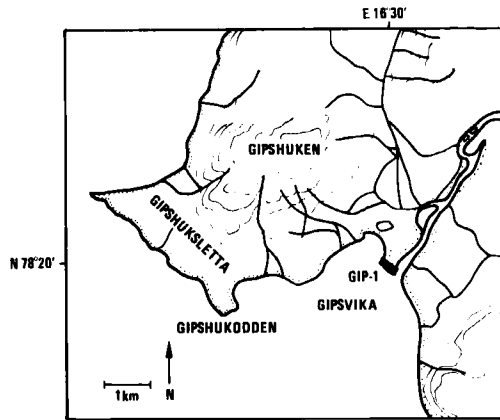 E 16°30'
GIPSHUKEN
GIPSHUKSLETTA
N 78°20'
GIP-1
GIPSVIKA
GIPSHUKODDEN
1km
N